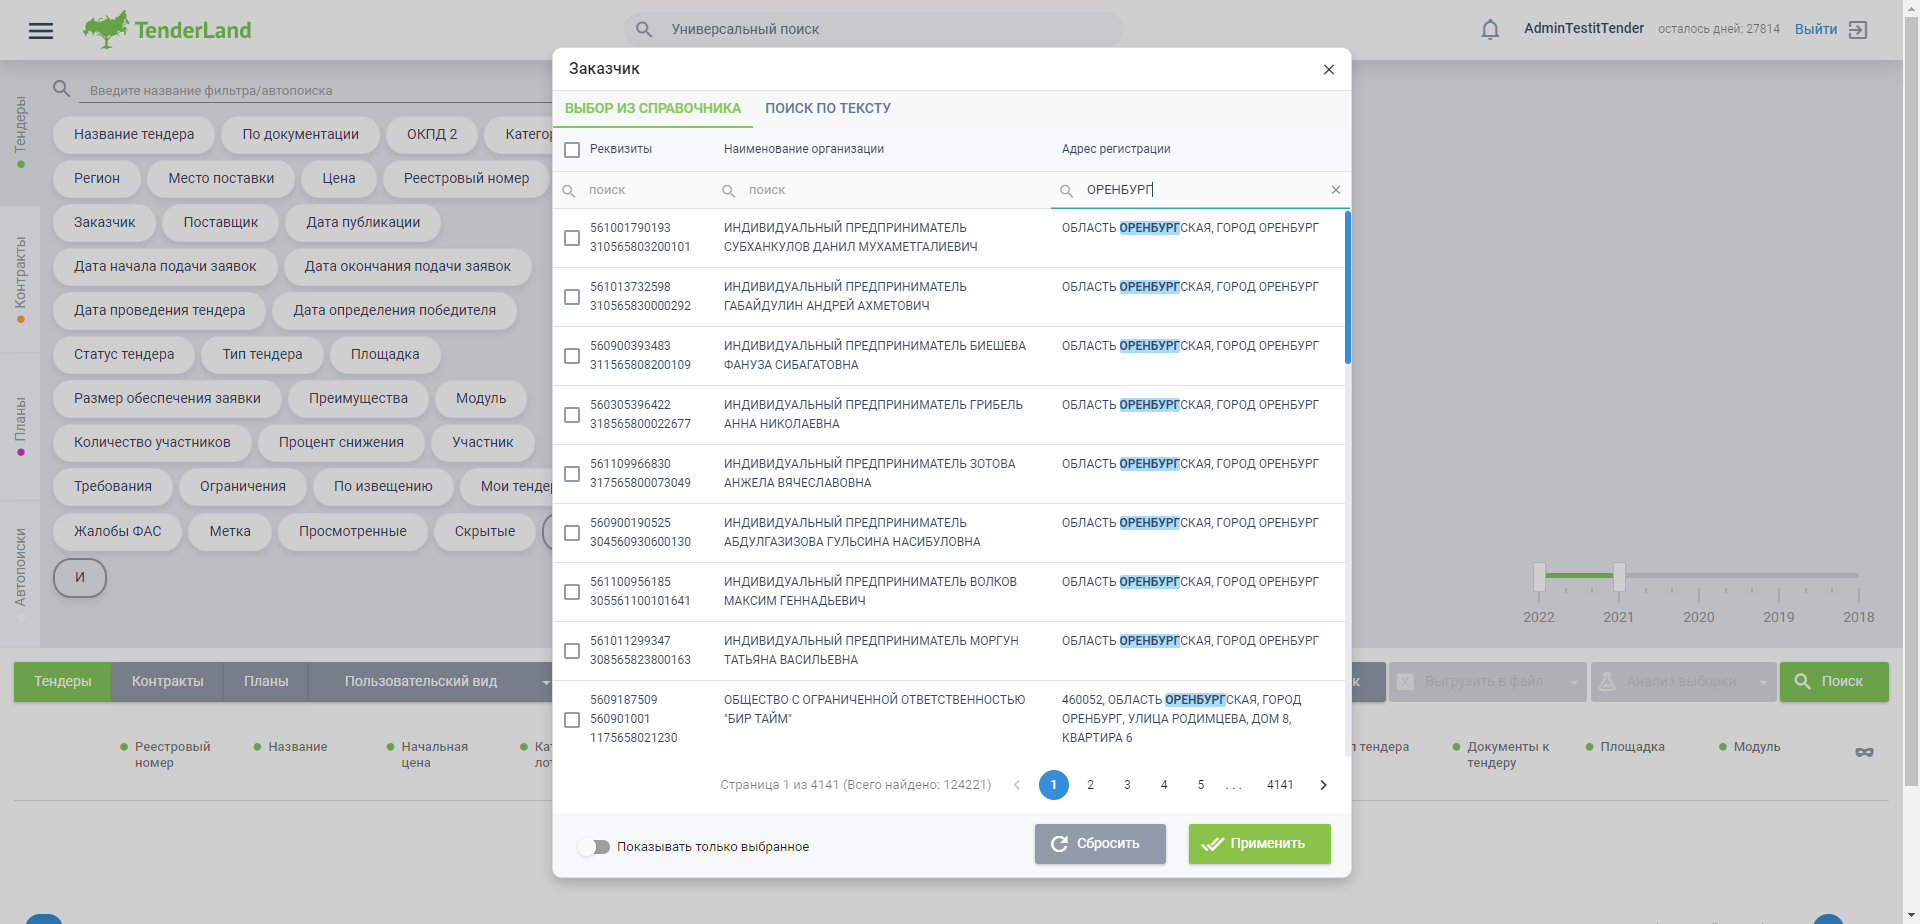 TenderLand
Универсальный поиск
AdminTestitTender
осталось дней: 27814
Выйти
Тендеры
Контракты
Планы
Автопоиски
Введите название фильтра/автопоиска
Название тендера
По документации
ОКПД 2
Регион
Место поставки
Цена
Реестровый номер
Заказчик
Поставщик
Дата публикации
Дата начала подачи заявок
Дата окончания подачи заявок
Дата проведения тендера
Дата определения победителя
Статус тендера
Тип тендера
Площадка
Размер обеспечения заявки
Преимущества
Модуль
Количество участников
Процент снижения
Участник
Требования
Ограничения
По извещению
Мои
Жалобы ФАС
Метка
Просмотренные
Скрытые
И
Заказчик
ВЫБОР ИЗ СПРАВОЧНИКА
ПОИСК ПО ТЕКСТУ
Реквизиты
Наименование организации
Адрес регистрации
поиск
поиск
ОРЕНБУРГ
561001790193
310565803200101
ИНДИВИДУАЛЬНЫЙ ПРЕДПРИНИМАТЕЛЬ
СУБХАНКУЛОВ ДАНИЛ МУХАМЕТГАЛИЕВИЧ
ОБЛАСТЬ ОРЕНБУРГСКАЯ, ГОРОД ОРЕНБУРГ
561013732598
310565830000292
ИНДИВИДУАЛЬНЫЙ ПРЕДПРИНИМАТЕЛЬ
ГАБАЙДУЛИН АНДРЕЙ АХМЕТОВИЧ
ОБЛАСТЬ ОРЕНБУРГСКАЯ, ГОРОД ОРЕНБУРГ
560900393483
311565808200109
ИНДИВИДУАЛЬНЫЙ ПРЕДПРИНИМАТЕЛЬ БИЕШЕВА
ФАНУЗА СИБАГАТОВНА
ОБЛАСТЬ ОРЕНБУРГСКАЯ, ГОРОД ОРЕНБУРГ
560305396422
318565800022677
ИНДИВИДУАЛЬНЫЙ ПРЕДПРИНИМАТЕЛЬ ГРИБЕЛЬ
АННА НИКОЛАЕВНА
ОБЛАСТЬ ОРЕНБУРГСКАЯ, ГОРОД ОРЕНБУРГ
561109966830
317565800073049
ИНДИВИДУАЛЬНЫЙ ПРЕДПРИНИМАТЕЛЬ ЗОТОВА
АНЖЕЛА ВЯЧЕСЛАВОВНА
ОБЛАСТЬ ОРЕНБУРГСКАЯ, ГОРОД ОРЕНБУРГ
560900190525
304560930600130
ИНДИВИДУАЛЬНЫЙ ПРЕДПРИНИМАТЕЛЬ
АБДУЛГАЗИЗОВА ГУЛЬСИНА НАСИБУЛОВНА
ОБЛАСТЬ ОРЕНБУРГСКАЯ, ГОРОД ОРЕНБУРГ
561100956185
305561100101641
ИНДИВИДУАЛЬНЫЙ ПРЕДПРИНИМАТЕЛЬ ВОЛКОВ
МАКСИМ ГЕННАДЬЕВИЧ
ОБЛАСТЬ ОРЕНБУРГСКАЯ, ГОРОД ОРЕНБУРГ
561011299347
308565823800163
ИНДИВИДУАЛЬНЫЙ ПРЕДПРИНИМАТЕЛЬ МОРГУН
ТАТЬЯНА ВАСИЛЬЕВНА
ОБЛАСТЬ ОРЕНБУРГСКАЯ, ГОРОД ОРЕНБУРГ
5609187509
560901001
1175658021230
ОБЩЕСТВО С ОГРАНИЧЕННОЙ ОТВЕТСТВЕННОСТЬЮ
"БИР ТАЙМ"
460052, ОБЛАСТЬ ОРЕНБУРГСКАЯ, ГОРОД
ОРЕНБУРГ, УЛИЦА РОДИМЦЕВА, ДОМ 8,
КВАРТИРА 6
Страница 1 из 4141 (Всего найдено: 124221)
1 2 3 4 5 ... 4141
Показывать только выбранное
Сбросить
Применить
2022 2021 2020 2019 2018
Тендеры
Контракты
Планы
Пользовательский вид
Выгрузить в файл
Анализ выборки
Поиск
Реестровый
номер
Название
Начальная
цена
тендера
Документы к
тендеру
Площадка
Модуль